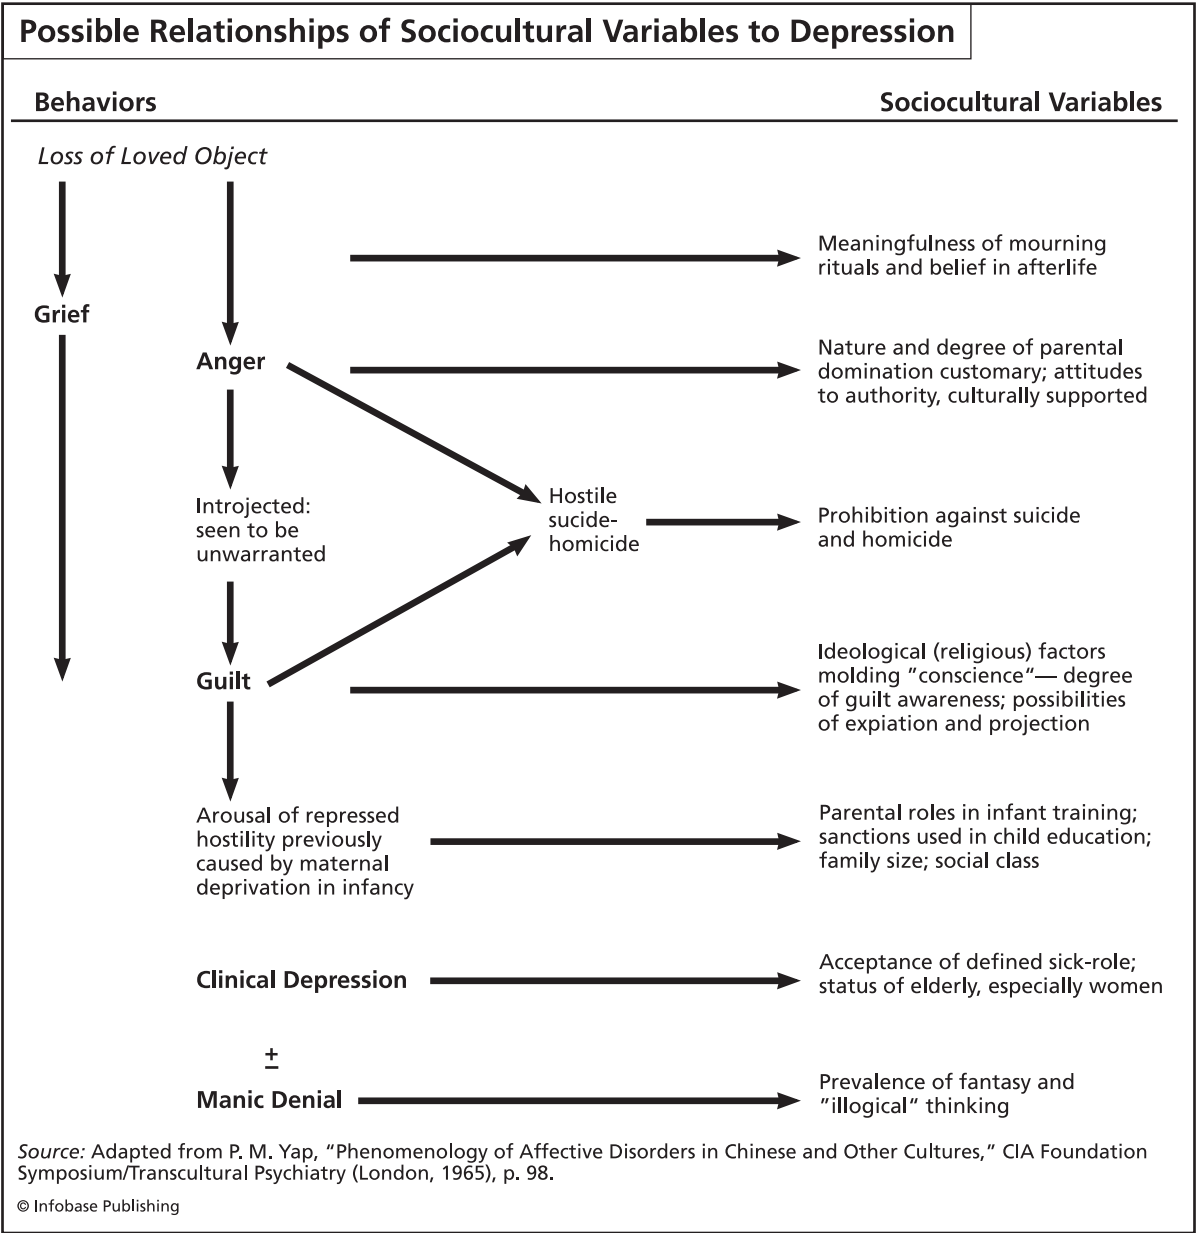 Possible Relationships of Sociocultural Variables to Depression
Behaviors
Sociocultural Variables
Loss of Loved Object
Meaningfulness of mourning
rituals and belief in afterlife
Grief
Anger
Nature and degree of parental
domination customary; attitudes
to authority, culturally supported
Introjected:
seen to be
unwarranted
Hostile
sucide-
homicide
Prohibition against suicide
and homicide
Guilt
Ideological (religious) factors
molding ”conscience“— degree
of guilt awareness; possibilities
of expiation and projection
Arousal of repressed
hostility previously
caused by maternal
deprivation in infancy
Parental roles in infant training;
sanctions used in child education;
family size; social class
Clinical Depression
Acceptance of defined sick-role;
status of elderly, especially women
±
Manic Denial
Prevalence of fantasy and
”illogical“ thinking
Source: Adapted from P. M. Yap, “Phenomenology of Affective Disorders in Chinese and Other Cultures,” CIA Foundation
Symposium/Transcultural Psychiatry (London, 1965), p. 98.
© Infobase Publishing